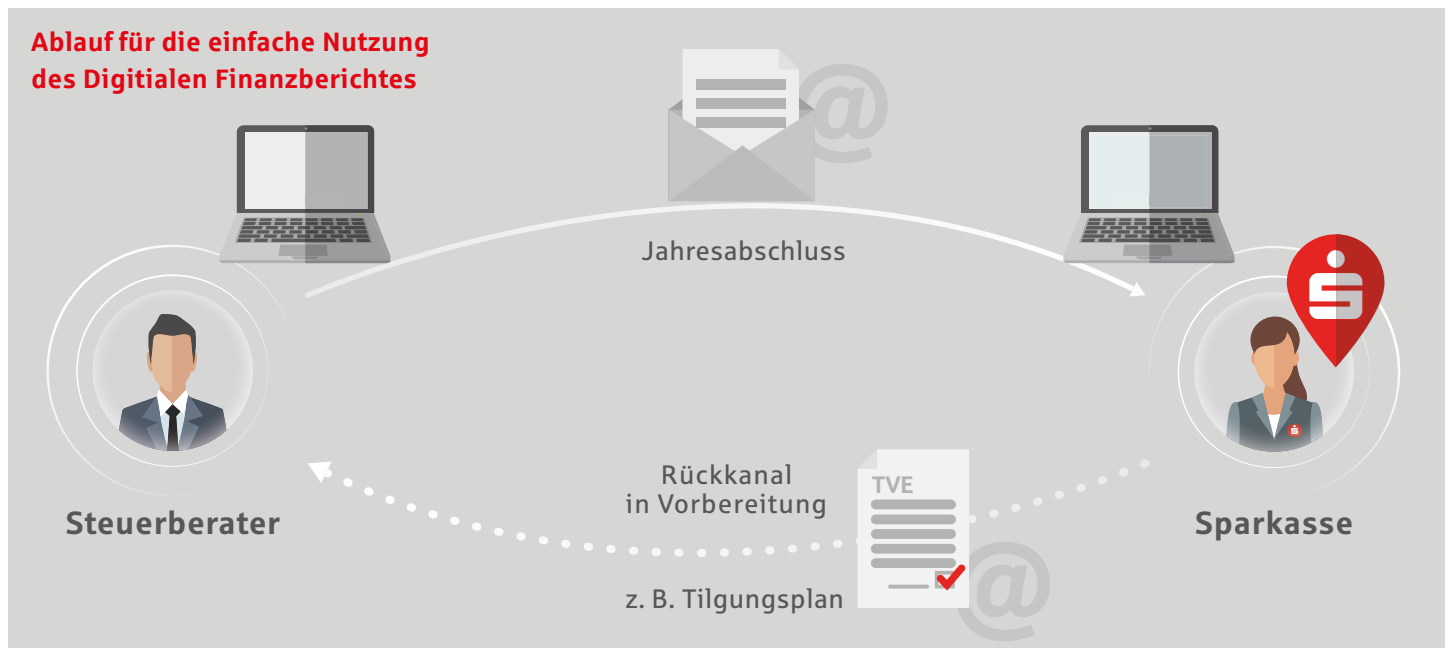 Ablauf für die einfache Nutzung
des Digitialen Finanzberichtes
@
Jahresabschluss
Rückkanal
in Vorbereitung
TVE
Steuerberater
Sparkasse
z. B. Tilgungsplan
@